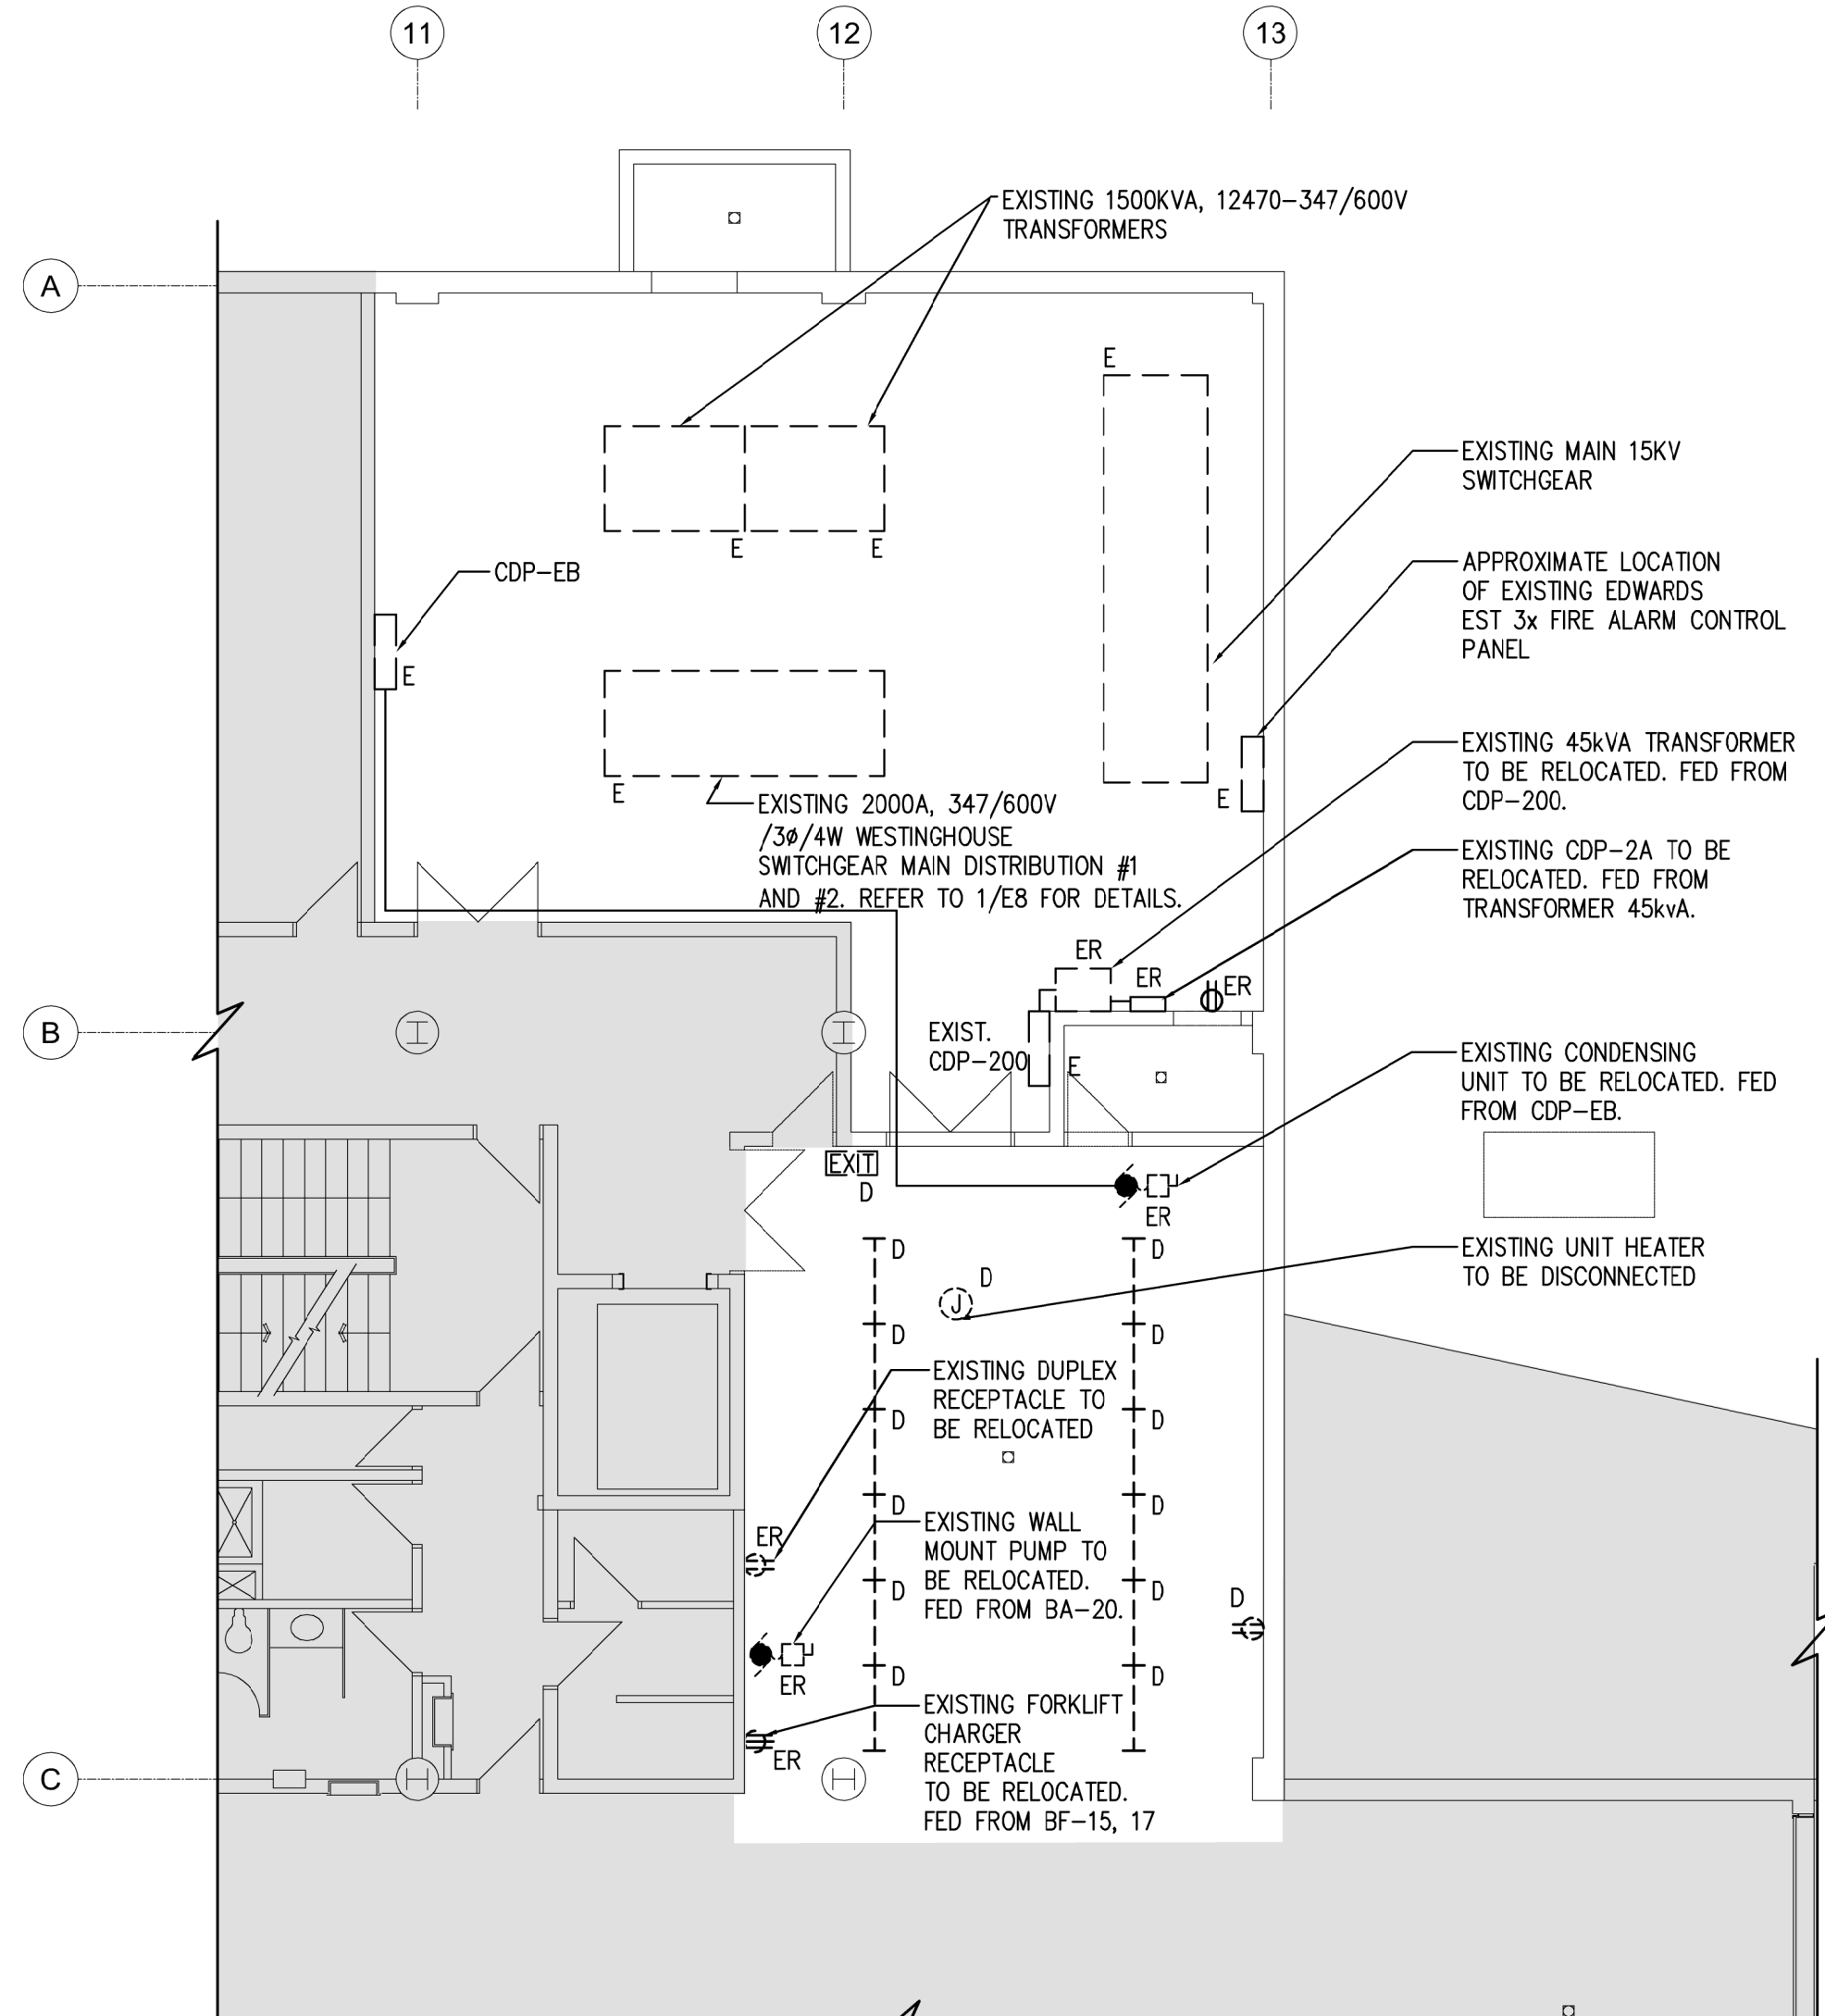 11
12
13
EXISTING 1500KVA, 12470-347/600V
TRANSFORMERS
A
E
EXISTING MAIN 15KV
SWITCHGEAR
E
E
APPROXIMATE LOCATION
OF EXISTING EDWARDS
EST 3x FIRE ALARM CONTROL
PANEL
CDP-EB
E
EXISTING 45kVA TRANSFORMER
TO BE RELOCATED. FED FROM
CDP-200.
E
E
EXISTING 2000A, 347/600V
/3ø/4W WESTINGHOUSE
SWITCHGEAR MAIN DISTRIBUTION #1
AND #2. REFER TO 1/E8 FOR DETAILS.
EXISTING CDP-2A TO BE
RELOCATED. FED FROM
TRANSFORMER 45kvA.
ER
ER
ER
B
EXIST.
CDP-200
E
EXISTING CONDENSING
UNIT TO BE RELOCATED. FED
FROM CDP-EB.
EXIT
D
ER
EXISTING UNIT HEATER
TO BE DISCONNECTED
D
D
D
J
D
D
EXISTING DUPLEX
RECEPTACLE TO
BE RELOCATED
D
D
D
D
EXISTING WALL
MOUNT PUMP TO
BE RELOCATED.
FED FROM BA-20.
ER
D
D
D
ER
D
D
EXISTING FORKLIFT
CHARGER
RECEPTACLE
TO BE RELOCATED.
FED FROM BF-15, 17
ER
C